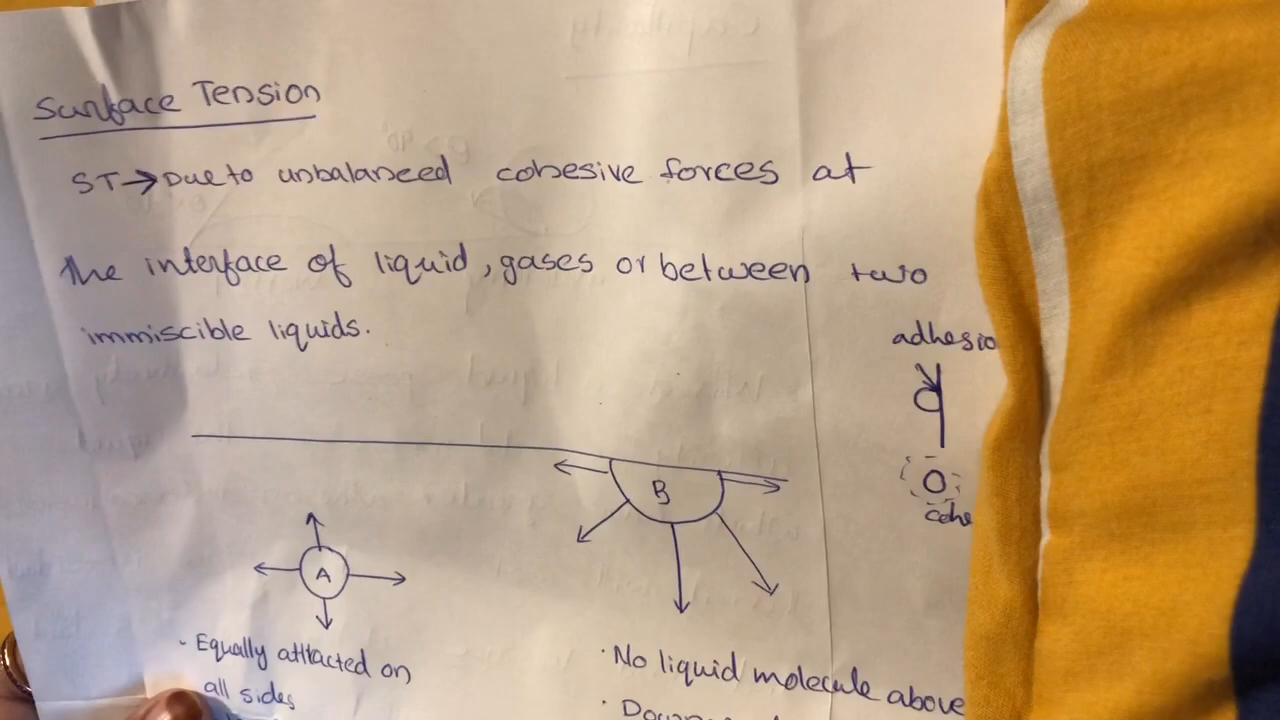 Surface Tension
ST → Due to unbalanced cohesive forces at
the interface of liquid, gases or between two
immiscible liquids.
adhesio
B
A
cohe
· Equally attracted on
all sides
· No liquid molecule above